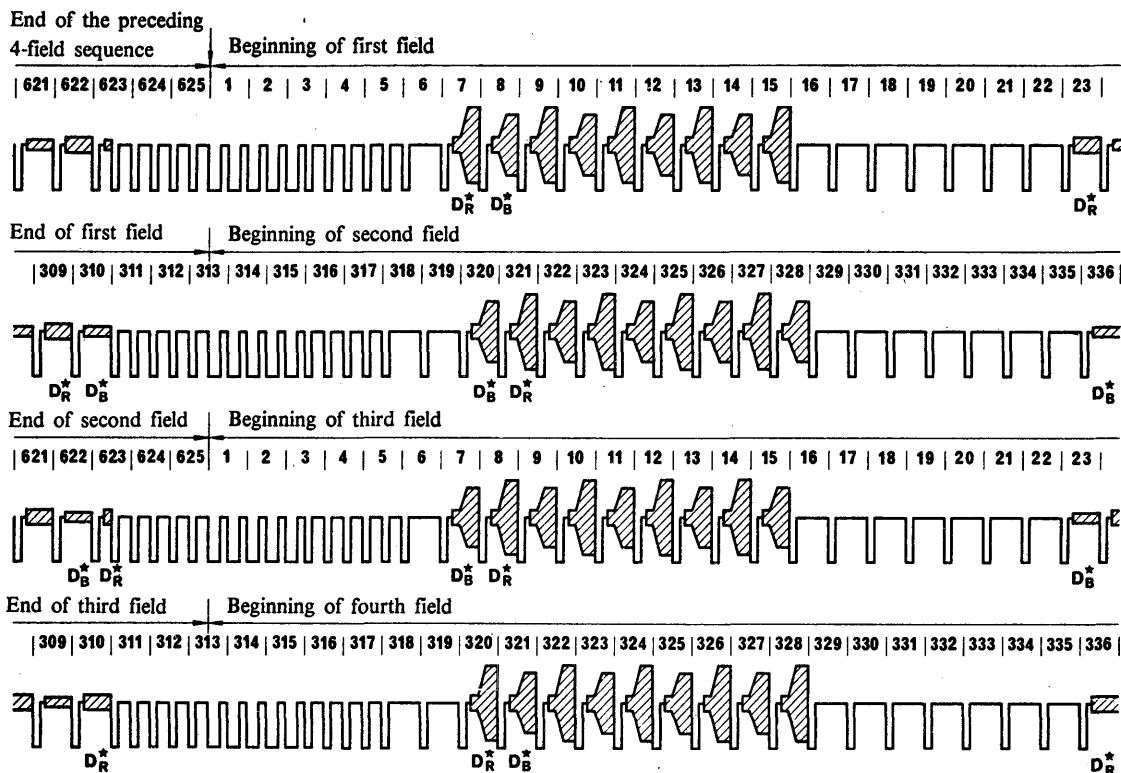 End of the preceding
4-field sequence
Beginning of first field
621 622 623 624 625 1 2 3 4 5 6 7 8 9 10 11 12 13 14 15 16 17 18 19 20 21 22 23
D*R D*B D*R
End of first field Beginning of second field
309 310 311 312 313 314 315 316 317 318 319 320 321 322 323 324 325 326 327 328 329 330 331 332 333 334 335 336
D*R D*B D*B D*R D*B
End of second field Beginning of third field
621 622 623 624 625 1 2 3 4 5 6 7 8 9 10 11 12 13 14 15 16 17 18 19 20 21 22 23
D*B D*R D*B D*R D*B
End of third field Beginning of fourth field
309 310 311 312 313 314 315 316 317 318 319 320 321 322 323 324 325 326 327 328 329 330 331 332 333 334 335 336
D*R D*R D*B D*R